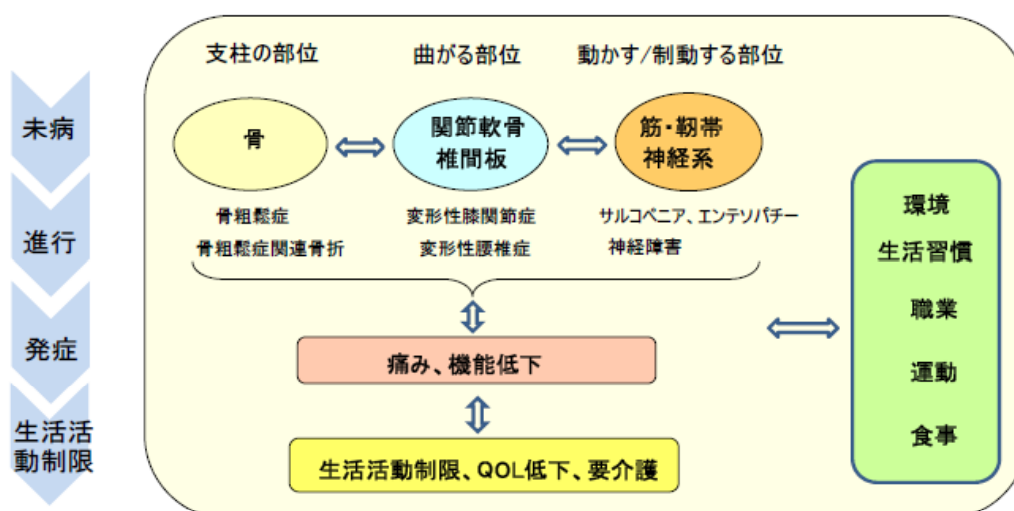 未病
進行
発症
生活活
動制限
支柱の部位
曲がる部位
動かす/制動する部位
骨
関節軟骨
椎間板
筋・靭帯
神経系
骨粗鬆症
骨粗鬆症関連骨折
変形性膝関節症
変形性腰椎症
サルコペニア、エンテソパチー
神経障害
痛み、機能低下
生活活動制限、QOL低下、要介護
環境
生活習慣
職業
運動
食事